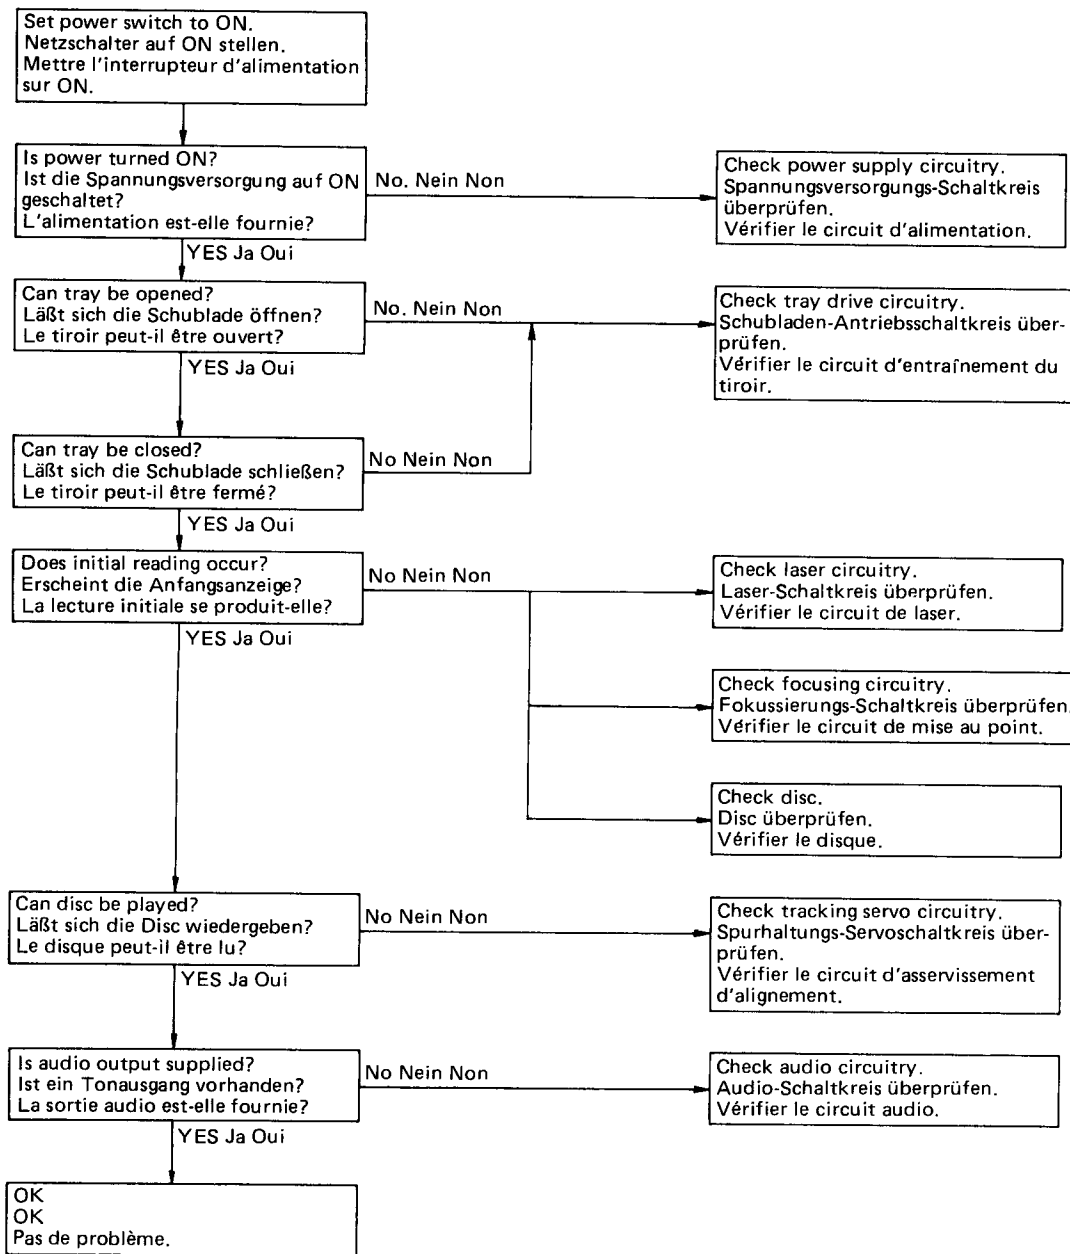 Set power switch to ON.
Netzschalter auf ON stellen.
Mettre l'interrupteur d'alimentation
sur ON.
Is power turned ON?
Ist die Spannungsversorgung auf ON
geschaltet?
L'alimentation est-elle fournie?
No. Nein Non
Check power supply circuitry.
Spannungsversorgungs-Schaltkreis
überprüfen.
Vérifier le circuit d'alimentation.
YES Ja Oui
Can tray be opened?
Läßt sich die Schublade öffnen?
Le tiroir peut-il être ouvert?
No. Nein Non
Check tray drive circuitry.
Schubladen-Antriebsschaltkreis über-
prüfen.
Vérifier le circuit d'entraînement du
tiroir.
YES Ja Oui
Can tray be closed?
Läßt sich die Schublade schließen?
Le tiroir peut-il être fermé?
No Nein Non
YES Ja Oui
Does initial reading occur?
Erscheint die Anfangsanzeige?
La lecture initiale se produit-elle?
No Nein Non
Check laser circuitry.
Laser-Schaltkreis überprüfen.
Vérifier le circuit de laser.
YES Ja Oui
Check focusing circuitry.
Fokussierungs-Schaltkreis überprüfen.
Vérifier le circuit de mise au point.
Check disc.
Disc überprüfen.
Vérifier le disque.
Can disc be played?
Läßt sich die Disc wiedergeben?
Le disque peut-il être lu?
No Nein Non
Check tracking servo circuitry.
Spurhaltungs-Servoschaltkreis über-
prüfen.
Vérifier le circuit d'asservissement
d'alignement.
YES Ja Oui
Is audio output supplied?
Ist ein Tonausgang vorhanden?
La sortie audio est-elle fournie?
No Nein Non
Check audio circuitry.
Audio-Schaltkreis überprüfen.
Vérifier le circuit audio.
YES Ja Oui
OK
OK
Pas de problème.